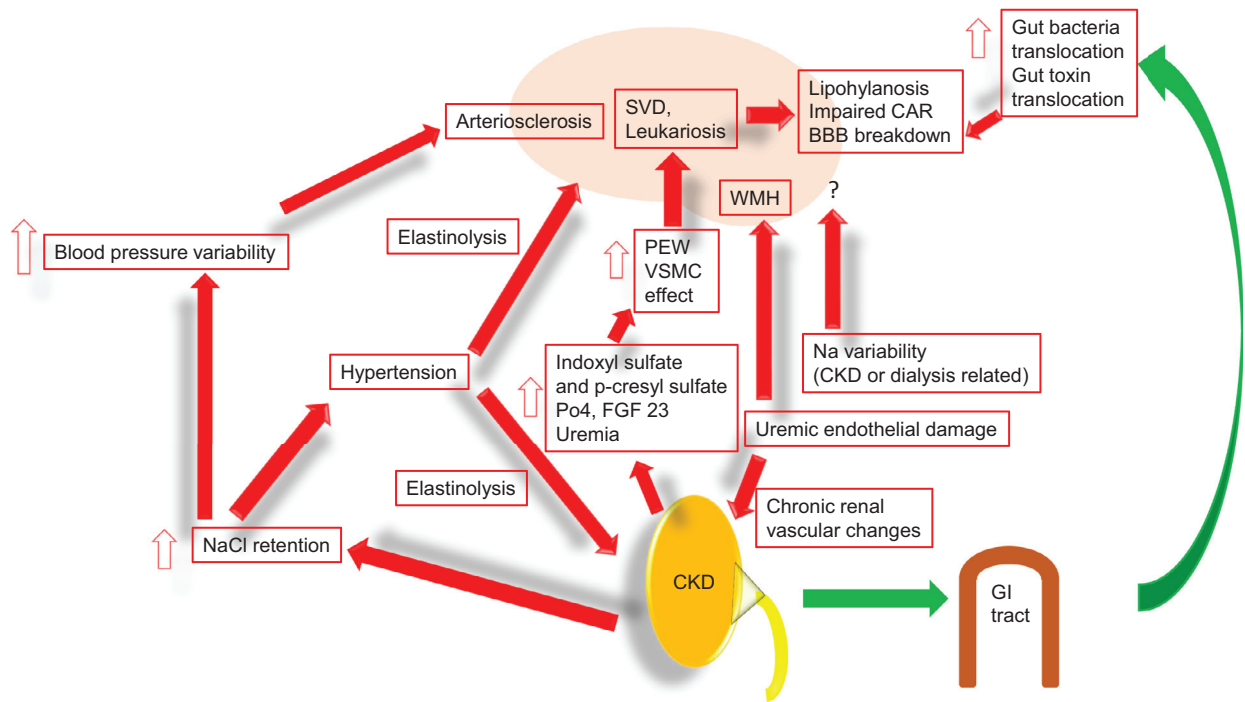 Gut bacteria
translocation
Gut toxin
translocation
Arteriosclerosis
SVD,
Leukariosis
Lipohylanosis
Impaired CAR
BBB breakdown
WMH
?
Blood pressure variability
Elastinolysis
PEW
VSMC
effect
Hypertension
Indoxyl sulfate
and p-cresyl sulfate
Po4, FGF 23
Uremia
Na variability
(CKD or dialysis related)
Uremic endothelial damage
Elastinolysis
Chronic renal
vascular changes
NaCl retention
CKD
GI
tract